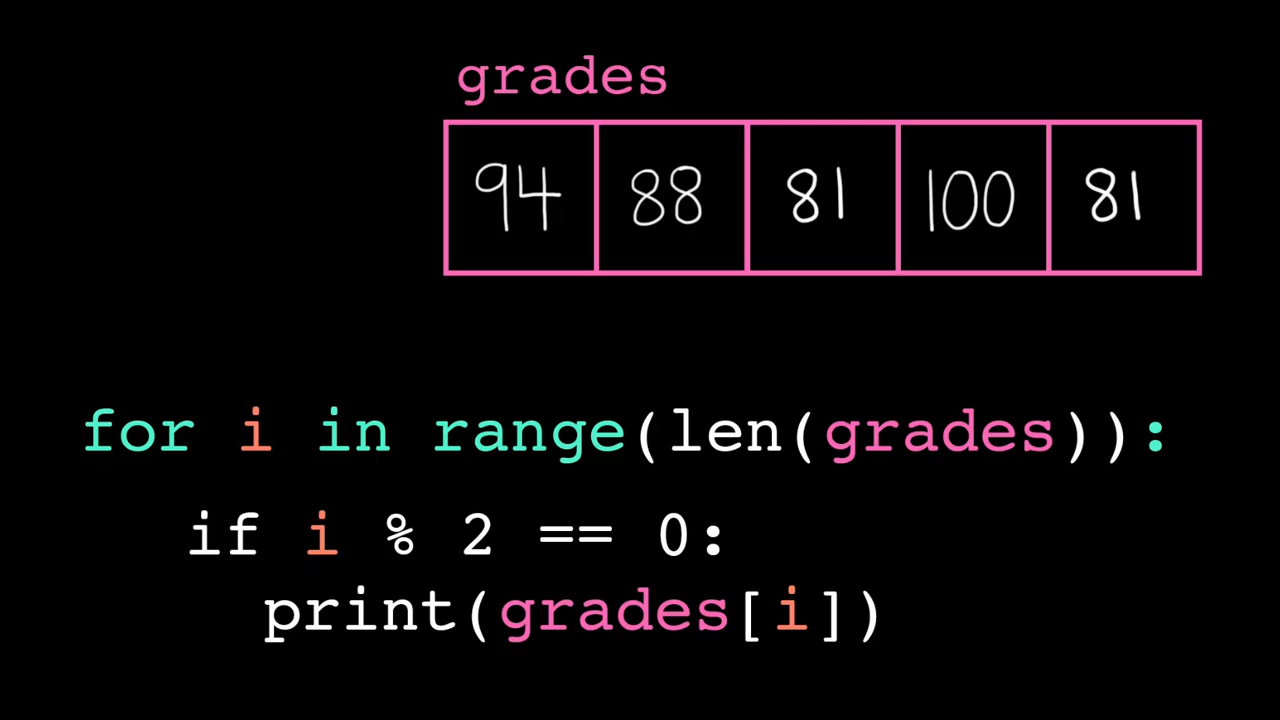 grades
94 88 81 100 81
for i in range(len(grades)):
if i % 2 == 0:
print(grades[i])